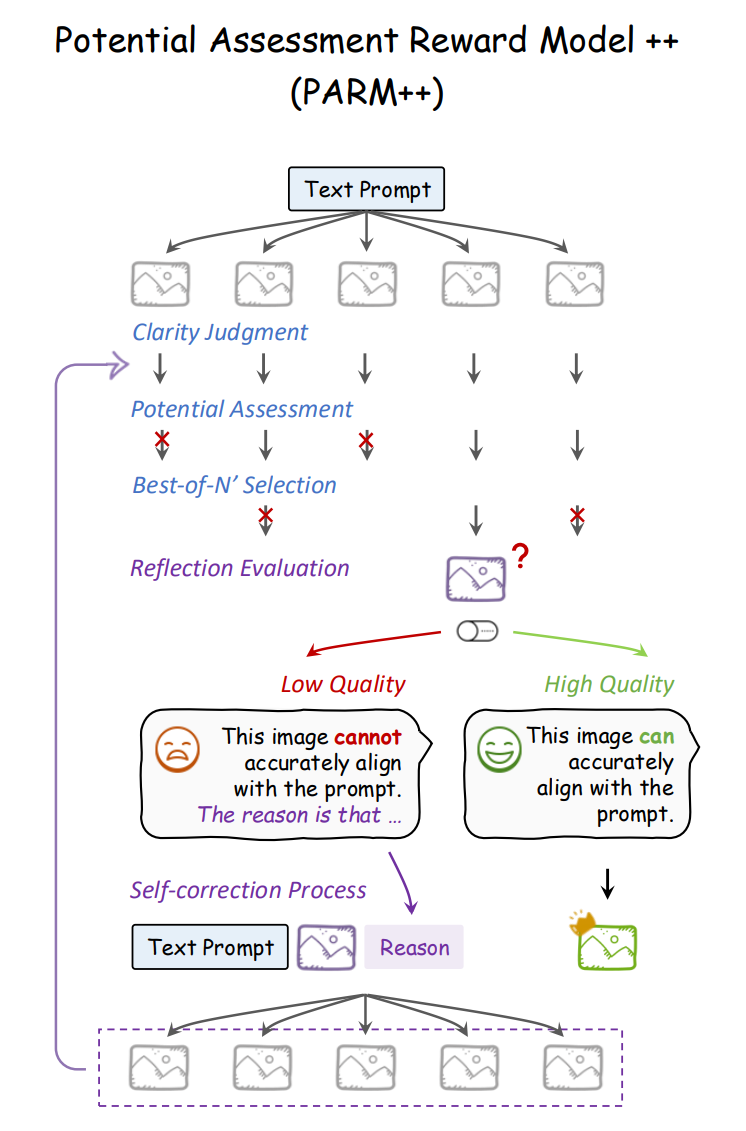 Potential Assessment Reward Model ++
(PARM++)
Text Prompt
Clarity Judgment
Potential Assessment
Best-of-N’ Selection
Reflection Evaluation
?
Low Quality
High Quality
This image cannot
accurately align
with the prompt.
The reason is that ...
This image can
accurately
align with the
prompt.
Self-correction Process
Text Prompt
Reason